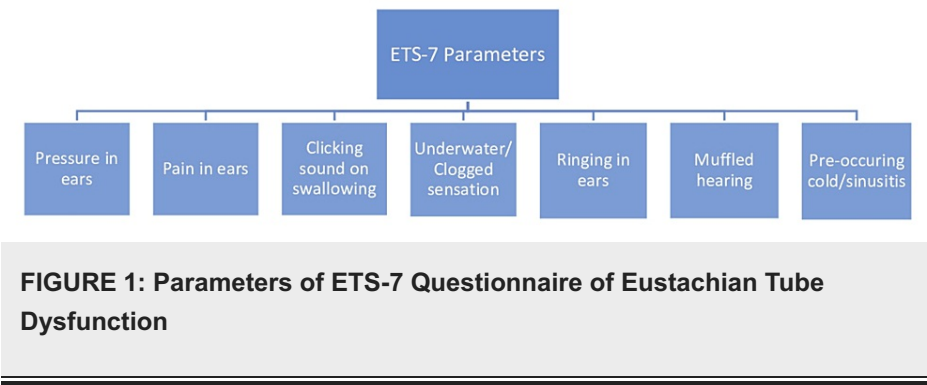 ETS-7 Parameters
Pressure in
ears
Pain in ears
Clicking
sound on
swallowing
Underwater/
Clogged
sensation
Ringing in
ears
Muffled
hearing
Pre-occuring
cold/sinusitis
FIGURE 1: Parameters of ETS-7 Questionnaire of Eustachian Tube
Dysfunction